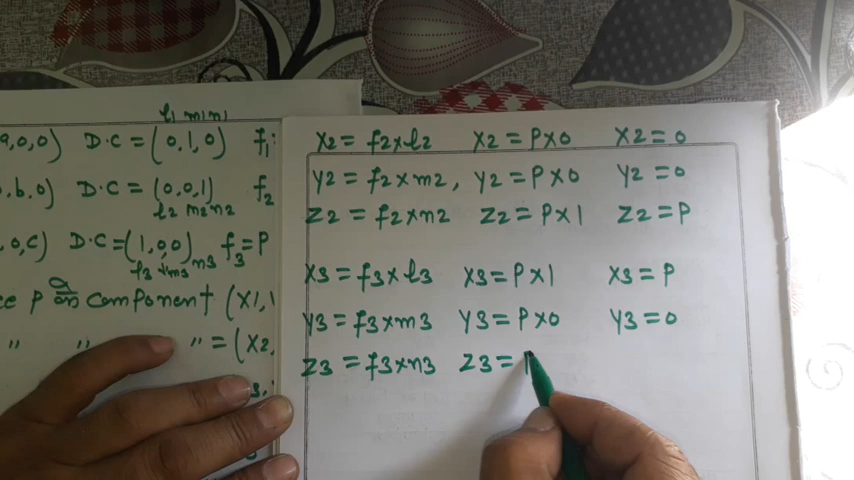 l1 m1 n1
a,0,0) D.C = (0,1,0) f1=
0,b,0) D.C = (0,0,1) f2
l2 m2 n2
,0,C) D.C = (1,0,0) f3=P
l3 m3 n3
ce P on component (X1,
" " " = (X2,
3,
X2 = f2×l2 X2 = P×0 X2=0
Y2 = f2×m2, Y2 = P×0 Y2=0
Z2 = f2×n2 Z2 = P×1 Z2=P
X3 = f3×l3 X3 = P×1 X3=P
Y3 = f3×m3 Y3 = P×0 Y3=0
Z3 = f3×n3 Z3 =